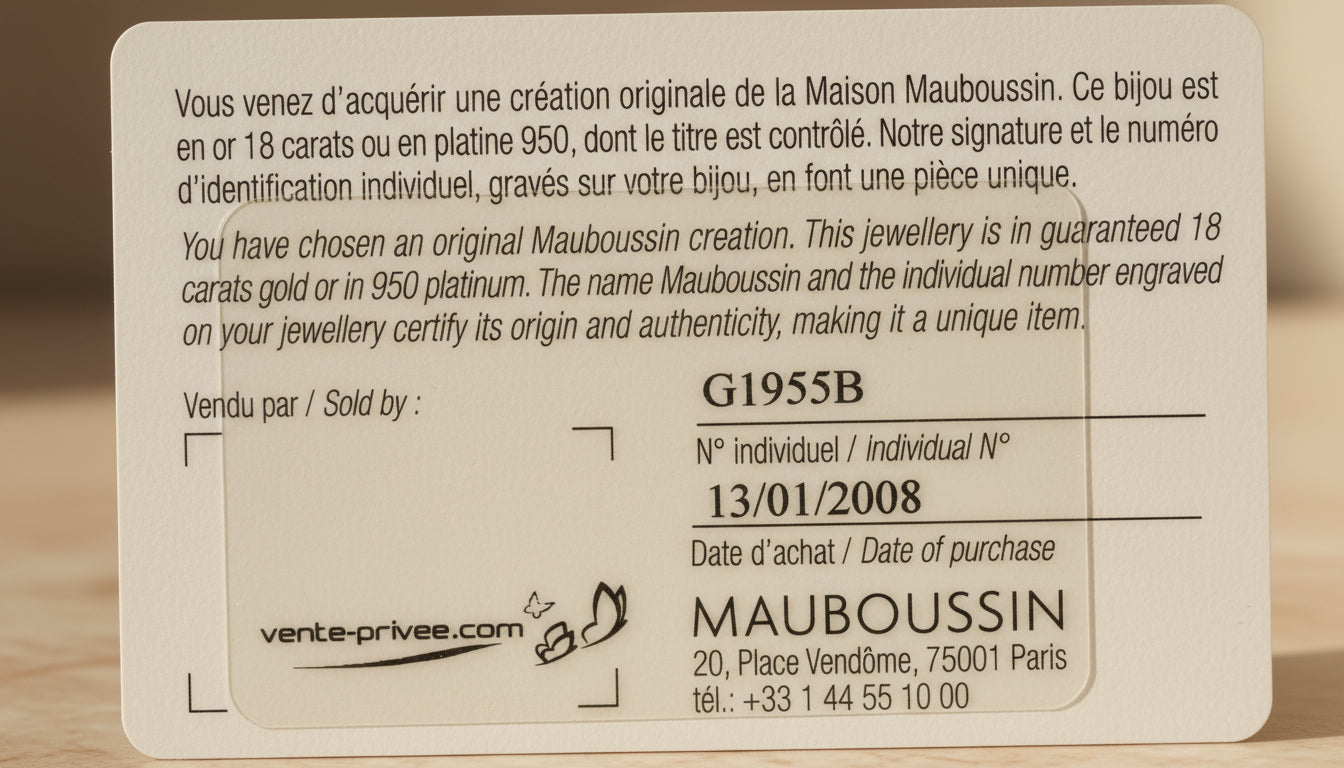 Vous venez d'acquérir une création originale de la Maison Mauboussin. Ce bijou est
en or 18 carats ou en platine 950, dont le titre est contrôlé. Notre signature et le numéro
d'identification individuel, gravés sur votre bijou, en font une pièce unique.
You have chosen an original Mauboussin creation. This jewellery is in guaranteed 18
carats gold or in 950 platinum. The name Mauboussin and the individual number engraved
on your jewellery certify its origin and authenticity, making it a unique item.
Vendu par / Sold by :
G1955B
N° individuel / Individual N°
13/01/2008
Date d'achat / Date of purchase
vente-privee.com
MAUBOUSSIN
20, Place Vendôme, 75001 Paris
tél.: +33 1 44 55 10 00